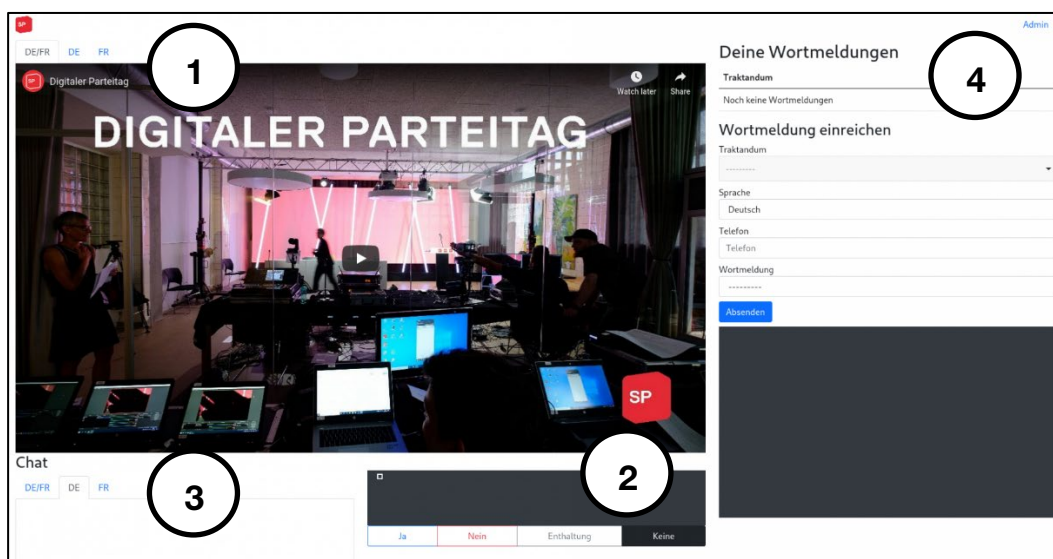 SP
Admin
DE/FR DE FR
1
SP
Digitaler Parteitag
Watch later
Share
DIGITALER PARTEITAG
SP
Deine Wortmeldungen
4
Traktandum
Noch keine Wortmeldungen
Wortmeldung einreichen
Traktandum
---------
Sprache
Deutsch
Telefon
Telefon
Wortmeldung
---------
Absenden
Chat
DE/FR DE FR
3
2
Ja Nein Enthaltung Keine